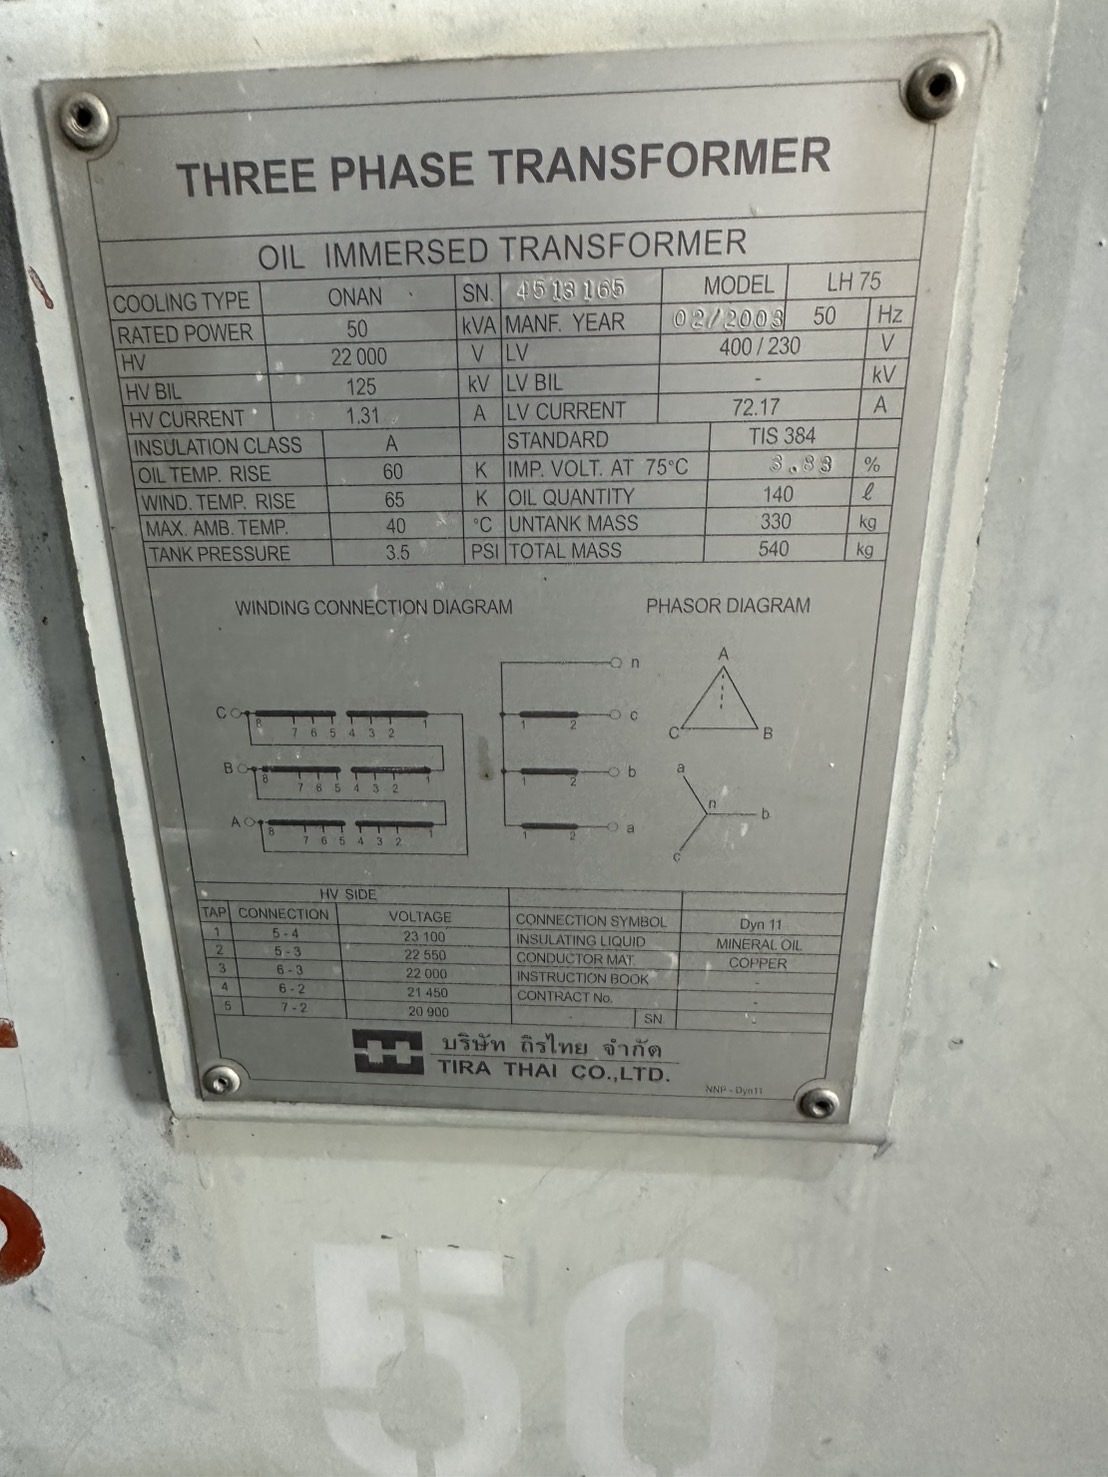 THREE PHASE TRANSFORMER
OIL IMMERSED TRANSFORMER
COOLING TYPE ONAN SN. 4513165 MODEL LH 75
RATED POWER 50 kVA MANF. YEAR 02/2003 50 Hz
HV 22 000 V LV 400 / 230 V
HV BIL 125 kV LV BIL - kV
HV CURRENT 1.31 A LV CURRENT 72.17 A
INSULATION CLASS A STANDARD TIS 384
OIL TEMP. RISE 60 K IMP. VOLT. AT 75°C 3.83 %
WIND. TEMP. RISE 65 K OIL QUANTITY 140 ℓ
MAX. AMB. TEMP. 40 °C UNTANK MASS 330 kg
TANK PRESSURE 3.5 PSI TOTAL MASS 540 kg
WINDING CONNECTION DIAGRAM PHASOR DIAGRAM
n
A
C 8 7 6 5 4 3 2 1
1 2 c
C B
B 8 7 6 5 4 3 2 1
1 2 b
a
n b
A 8 7 6 5 4 3 2 1
1 2 a
c
HV SIDE
TAP CONNECTION VOLTAGE CONNECTION SYMBOL Dyn 11
1 5 - 4 23 100 INSULATING LIQUID MINERAL OIL
2 5 - 3 22 550 CONDUCTOR MAT. COPPER
3 6 - 3 22 000 INSTRUCTION BOOK -
4 6 - 2 21 450 CONTRACT No. -
5 7 - 2 20 900 - SN -
บริษัท ถิรไทย จำกัด
TIRA THAI CO.,LTD.
NNP - Dyn11
50